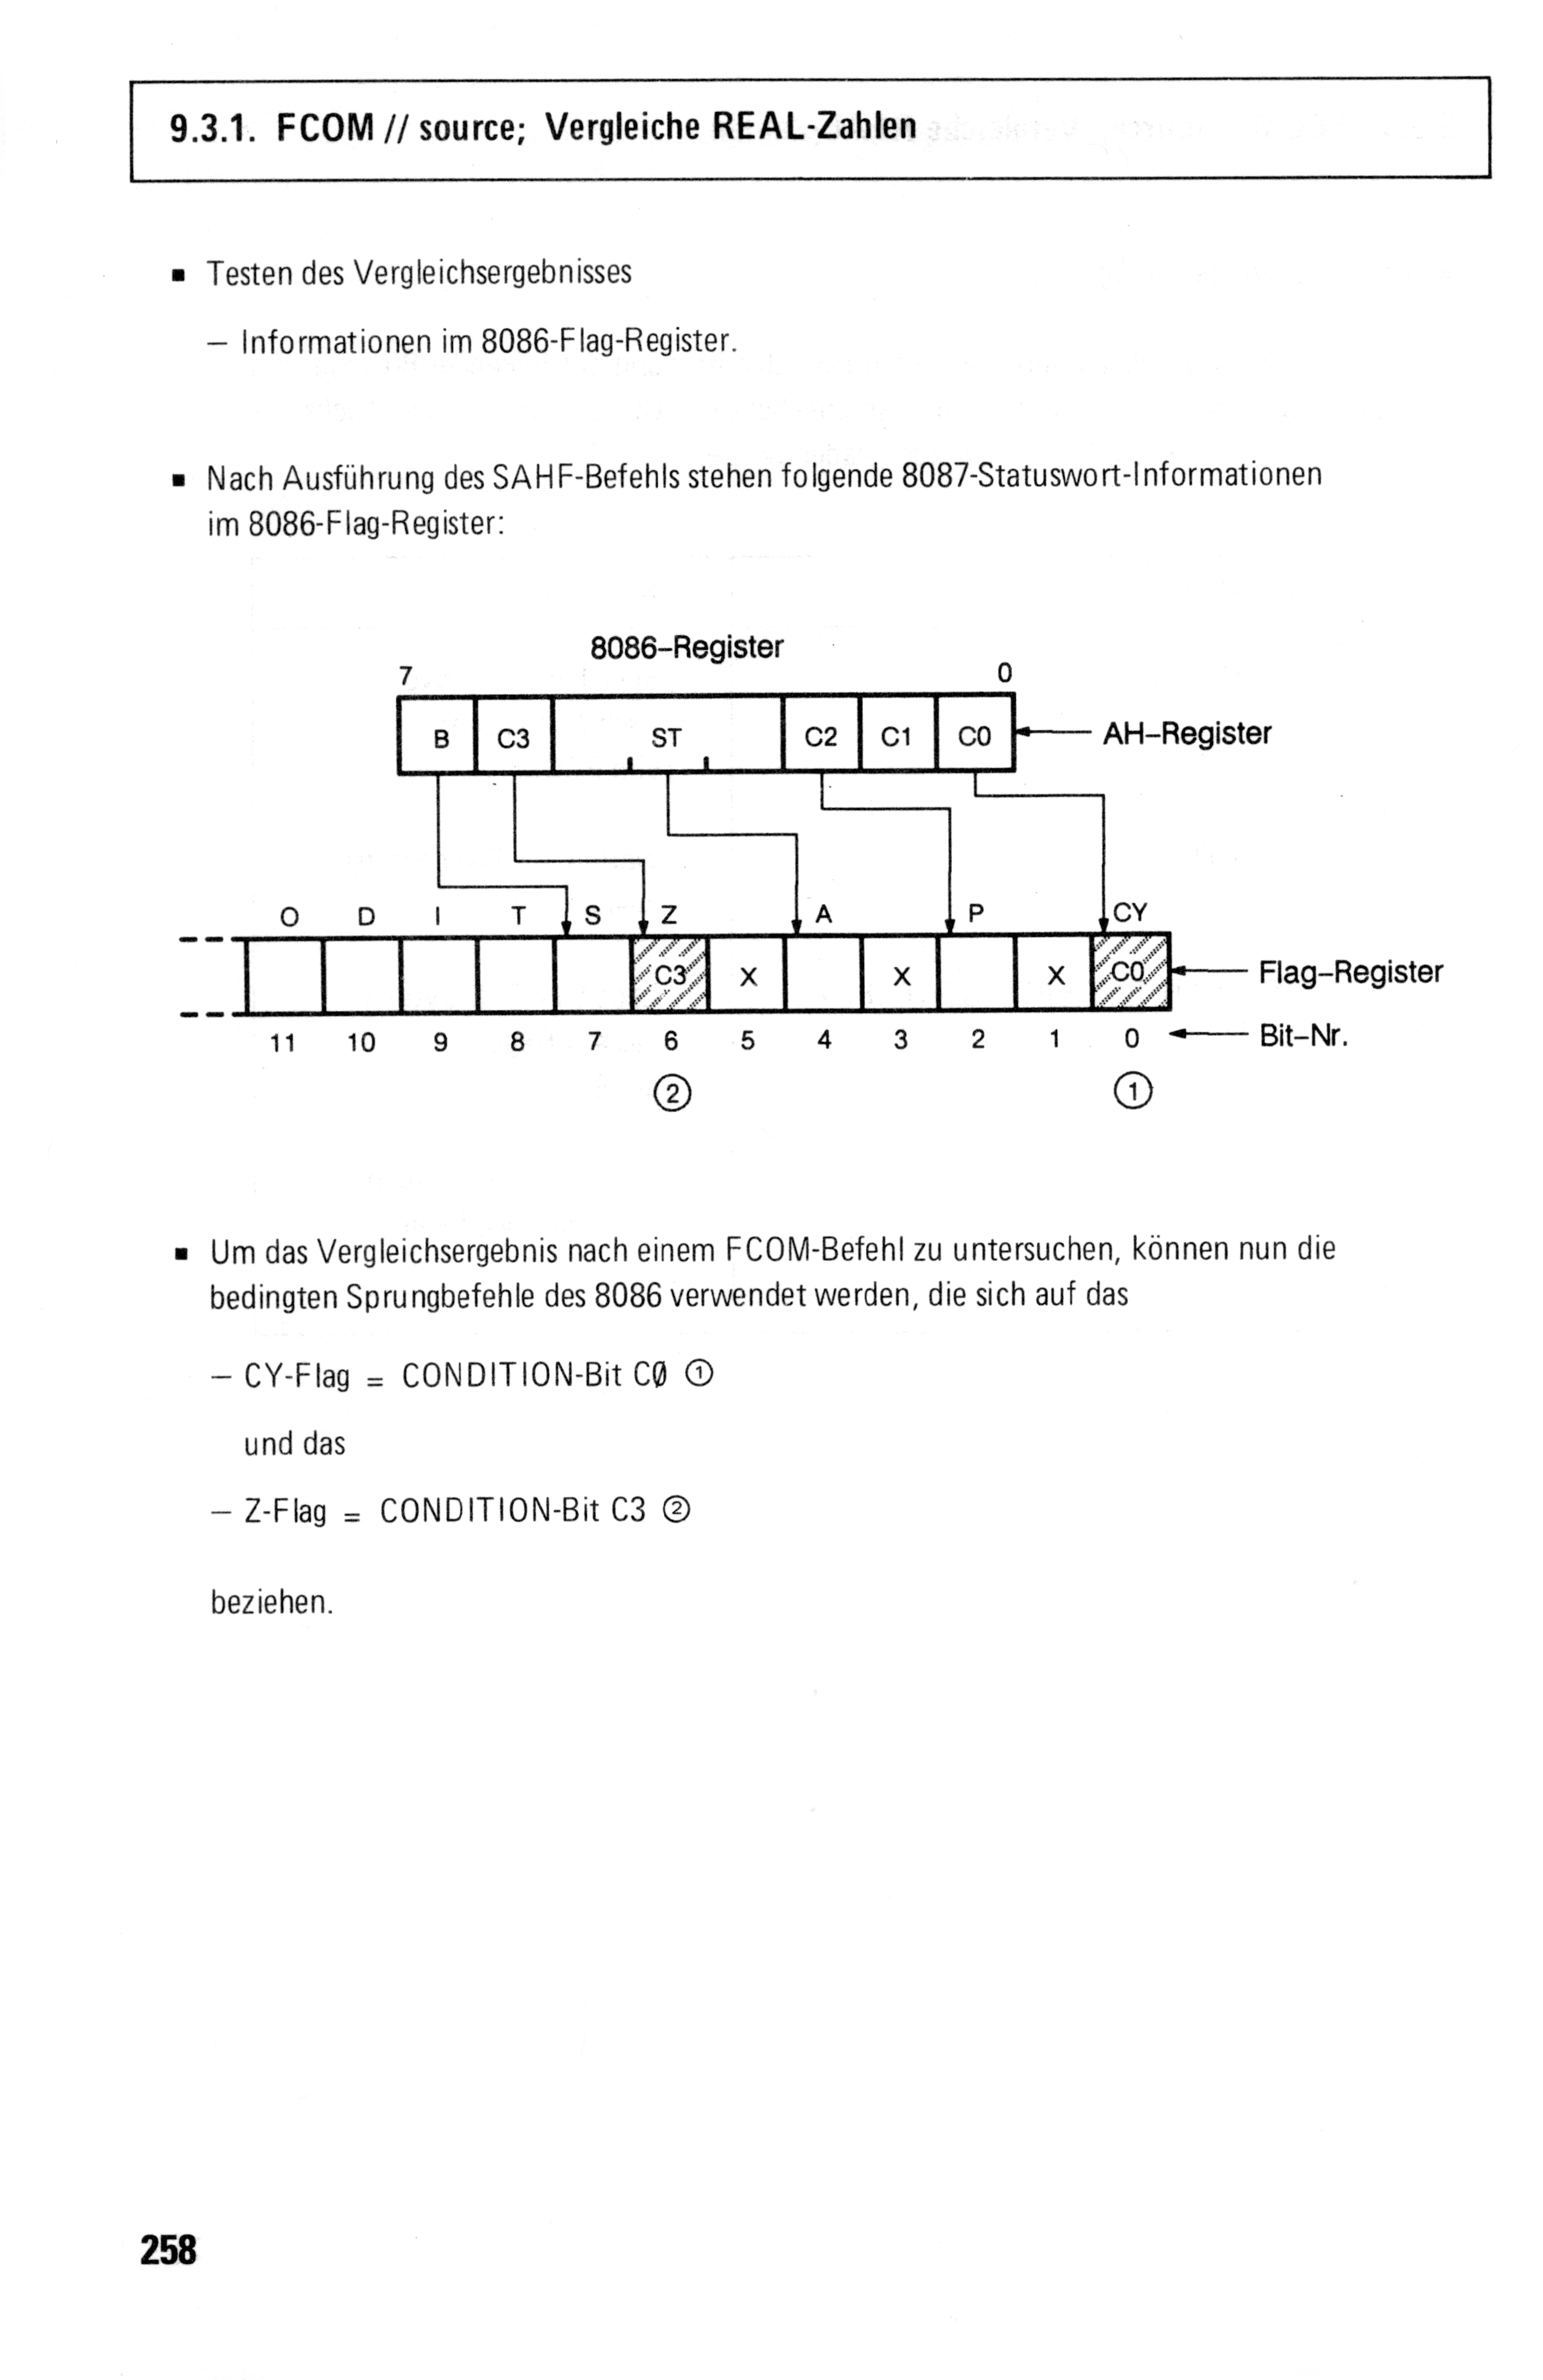 9.3.1. FCOM // source; Vergleiche REAL-Zahlen
▪ Testen des Vergleichsergebnisses
— Informationen im 8086-Flag-Register.
▪ Nach Ausführung des SAHF-Befehls stehen folgende 8087-Statuswort-Informationen
im 8086-Flag-Register:
8086–Register
7 0
B C3 ST C2 C1 C0 AH–Register
O D I T S Z A P CY
C3 X X X C0 Flag–Register
11 10 9 8 7 6 5 4 3 2 1 0 Bit–Nr.
② ①
▪ Um das Vergleichsergebnis nach einem FCOM-Befehl zu untersuchen, können nun die
bedingten Sprungbefehle des 8086 verwendet werden, die sich auf das
— CY-Flag = CONDITION-Bit CØ ①
und das
— Z-Flag = CONDITION-Bit C3 ②
beziehen.
258